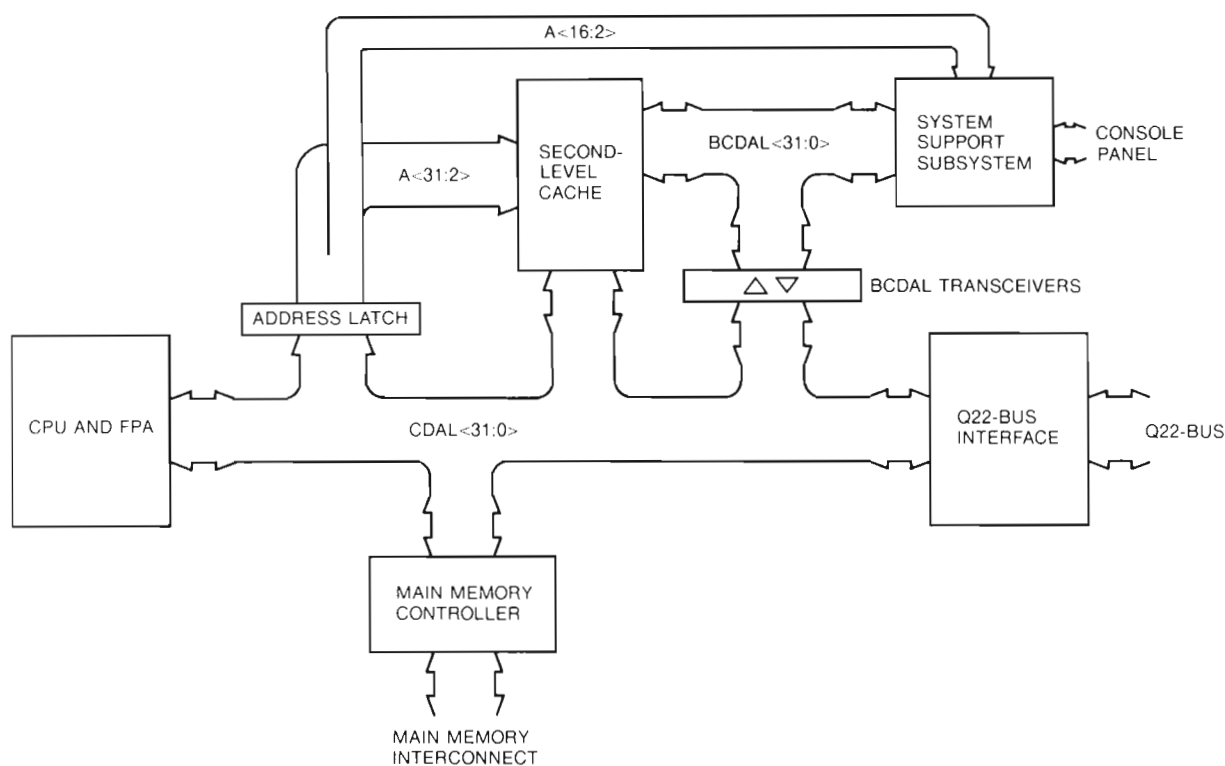 A<16:2>
SECOND-
LEVEL
CACHE
BCDAL<31:0>
SYSTEM
SUPPORT
SUBSYSTEM
CONSOLE
PANEL
A<31:2>
BCDAL TRANSCEIVERS
ADDRESS LATCH
CPU AND FPA
CDAL<31:0>
Q22-BUS
INTERFACE
Q22-BUS
MAIN MEMORY
CONTROLLER
MAIN MEMORY
INTERCONNECT